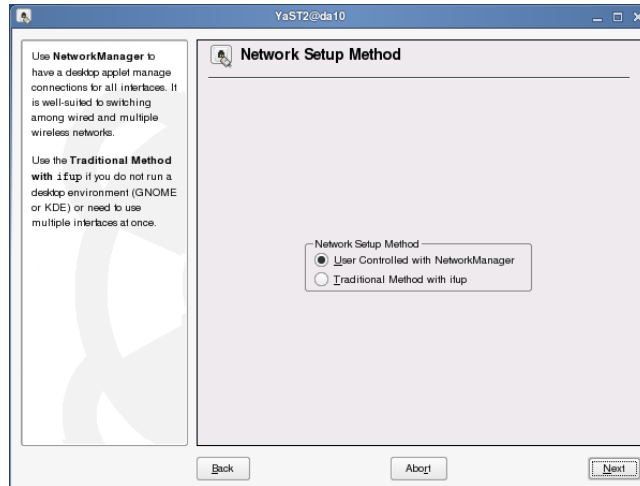 YaST2@da10
Use NetworkManager to
have a desktop applet manage
connections for all interfaces. It
is well-suited to switching
among wired and multiple
wireless networks.
Use the Traditional Method
with ifup if you do not run a
desktop environment (GNOME
or KDE) or need to use
multiple interfaces at once.
Network Setup Method
Network Setup Method
User Controlled with NetworkManager
Traditional Method with ifup
Back
Abort
Next